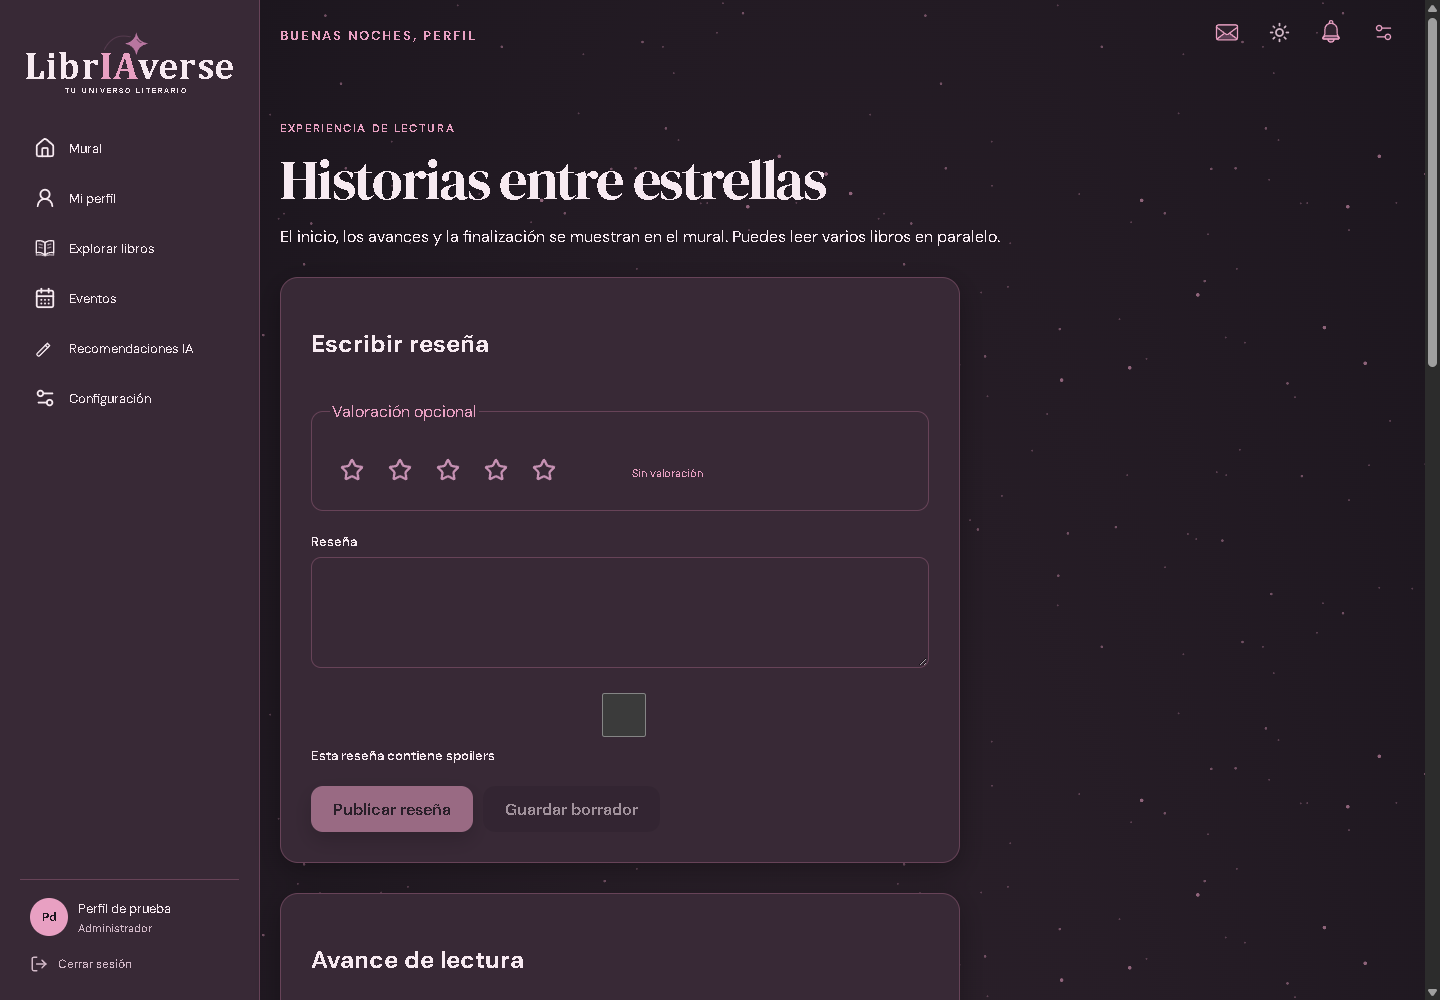 LibrIAverse
TU UNIVERSO LITERARIO
Mural
Mi perfil
Explorar libros
Eventos
Recomendaciones IA
Configuración
Pd
Perfil de prueba
Administrador
Cerrar sesión
BUENAS NOCHES, PERFIL
EXPERIENCIA DE LECTURA
Historias entre estrellas
El inicio, los avances y la finalización se muestran en el mural. Puedes leer varios libros en paralelo.
Escribir reseña
Valoración opcional
Sin valoración
Reseña
Esta reseña contiene spoilers
Publicar reseña
Guardar borrador
Avance de lectura